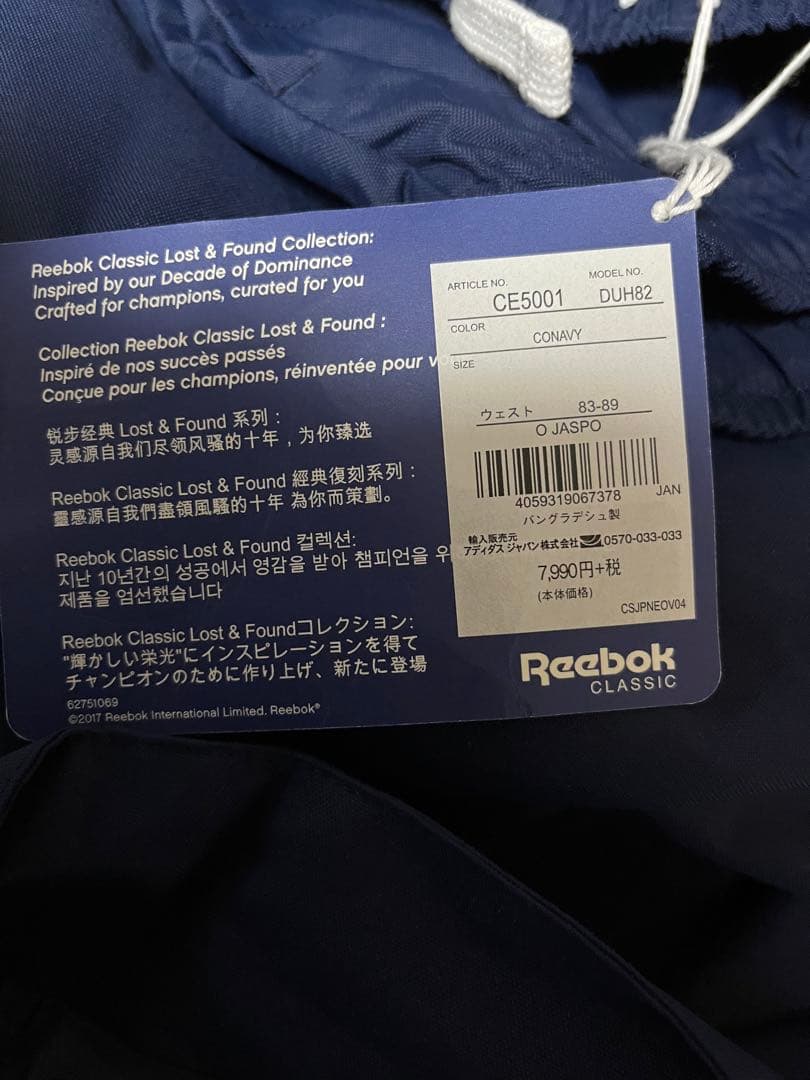 Reebok Classic Lost & Found Collection:
Inspired by our Decade of Dominance
Crafted for champions, curated for you
Collection Reebok Classic Lost & Found :
Inspiré de nos succès passés
Conçue pour les champions, réinventée pour
锐步经典 Lost & Found 系列 :
灵感源自我们尽领风骚的十年，为你臻选
Reebok Classic Lost & Found 經典復刻系列 :
靈感源自我們盡領風騷的十年 為你而策劃。
Reebok Classic Lost & Found 컬렉션:
지난 10년간의 성공에서 영감을 받아 챔피언을
제품을 엄선했습니다
Reebok Classic Lost & Foundコレクション:
"輝かしい栄光"にインスピレーションを得て
チャンピオンのために作り上げ、新たに登場
62751069
©2017 Reebok International Limited. Reebok®
ARTICLE NO. MODEL NO.
CE5001 DUH82
COLOR
CONAVY
SIZE
ウェスト 83-89
O JASPO
4059319067378 JAN
バングラデシュ製
輸入販売元
アディダス ジャパン株式会社 0570-033-033
7,990円+税
(本体価格)
CSJPNEOV04
Reebok
CLASSIC